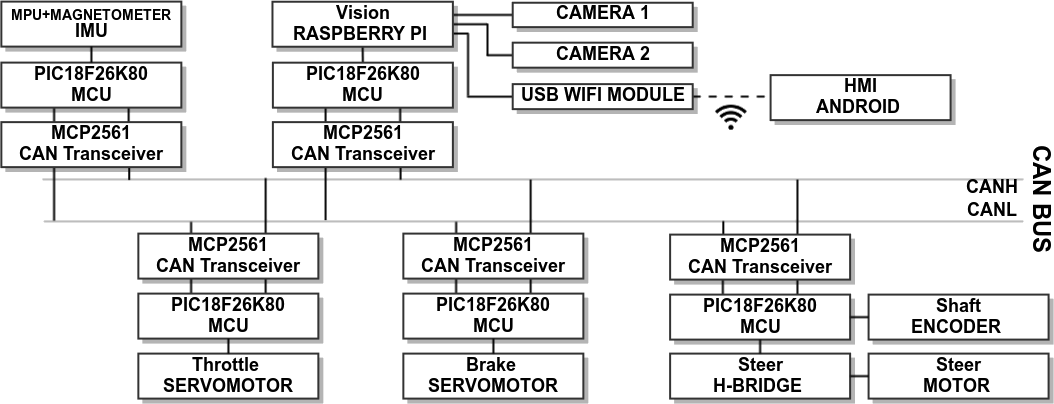 MPU+MAGNETOMETER
IMU
PIC18F26K80
MCU
MCP2561
CAN Transceiver
Vision
RASPBERRY PI
PIC18F26K80
MCU
MCP2561
CAN Transceiver
CAMERA 1
CAMERA 2
USB WIFI MODULE
HMI
ANDROID
CAN BUS
CANH
CANL
MCP2561
CAN Transceiver
PIC18F26K80
MCU
Throttle
SERVOMOTOR
MCP2561
CAN Transceiver
PIC18F26K80
MCU
Brake
SERVOMOTOR
MCP2561
CAN Transceiver
PIC18F26K80
MCU
Shaft
ENCODER
Steer
H-BRIDGE
Steer
MOTOR